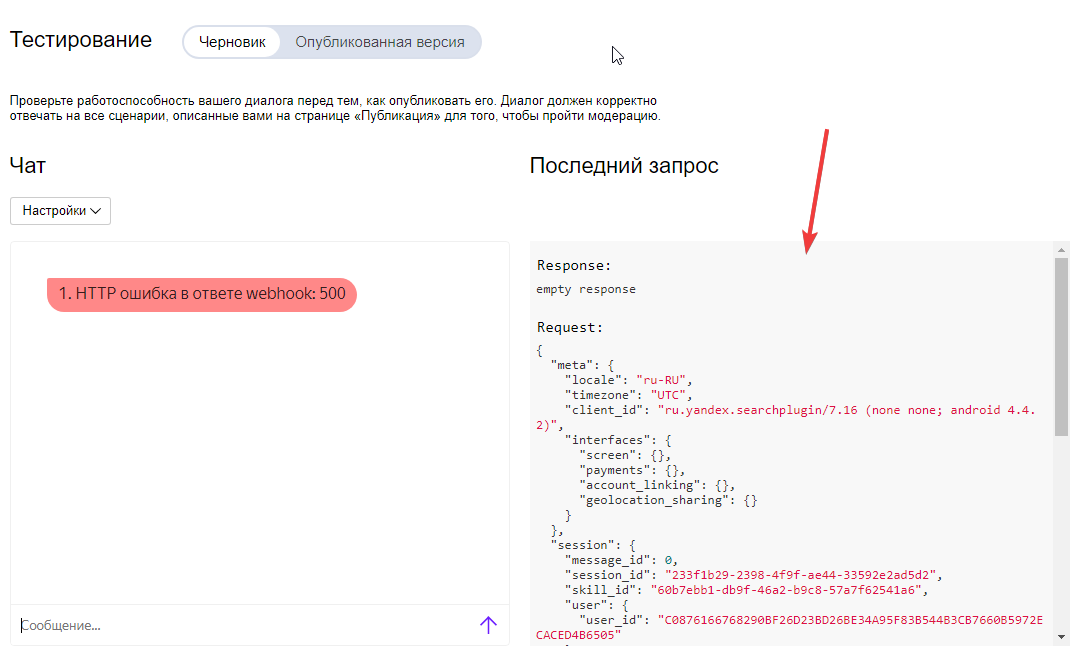 Тестирование
Черновик
Опубликованная версия
Проверьте работоспособность вашего диалога перед тем, как опубликовать его. Диалог должен корректно
отвечать на все сценарии, описанные вами на странице «Публикация» для того, чтобы пройти модерацию.
Чат
Настройки
1. HTTP ошибка в ответе webhook: 500
Сообщение...
Последний запрос
Response:
empty response
Request:
{
"meta": {
"locale": "ru-RU",
"timezone": "UTC",
"client_id": "ru.yandex.searchplugin/7.16 (none none; android 4.4.
2)",
"interfaces": {
"screen": {},
"payments": {},
"account_linking": {},
"geolocation_sharing": {}
}
},
"session": {
"message_id": 0,
"session_id": "233f1b29-2398-4f9f-ae44-33592e2ad5d2",
"skill_id": "60b7ebb1-db9f-46a2-b9c8-57a7f62541a6",
"user": {
"user_id": "C0876166768290BF26D23BD26BE34A95F83B544B3CB7660B5972E
CACED4B6505"